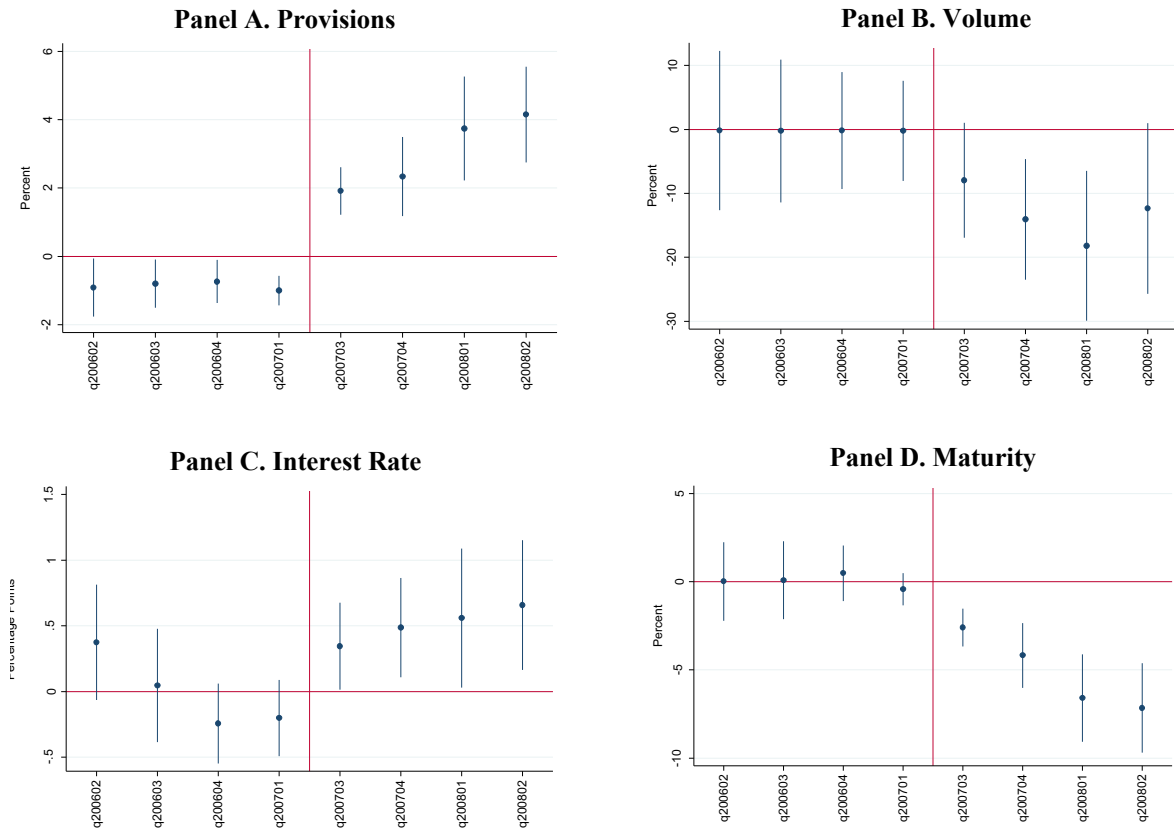 Panel A. Provisions
6
4
2
0
-2
Percent
q200602
q200603
q200604
q200701
q200703
q200704
q200801
q200802
Panel B. Volume
10
0
-10
-20
-30
Percent
q200602
q200603
q200604
q200701
q200703
q200704
q200801
q200802
Panel C. Interest Rate
1.5
1
.5
0
-.5
Percentage Points
q200602
q200603
q200604
q200701
q200703
q200704
q200801
q200802
Panel D. Maturity
5
0
-5
-10
Percent
q200602
q200603
q200604
q200701
q200703
q200704
q200801
q200802